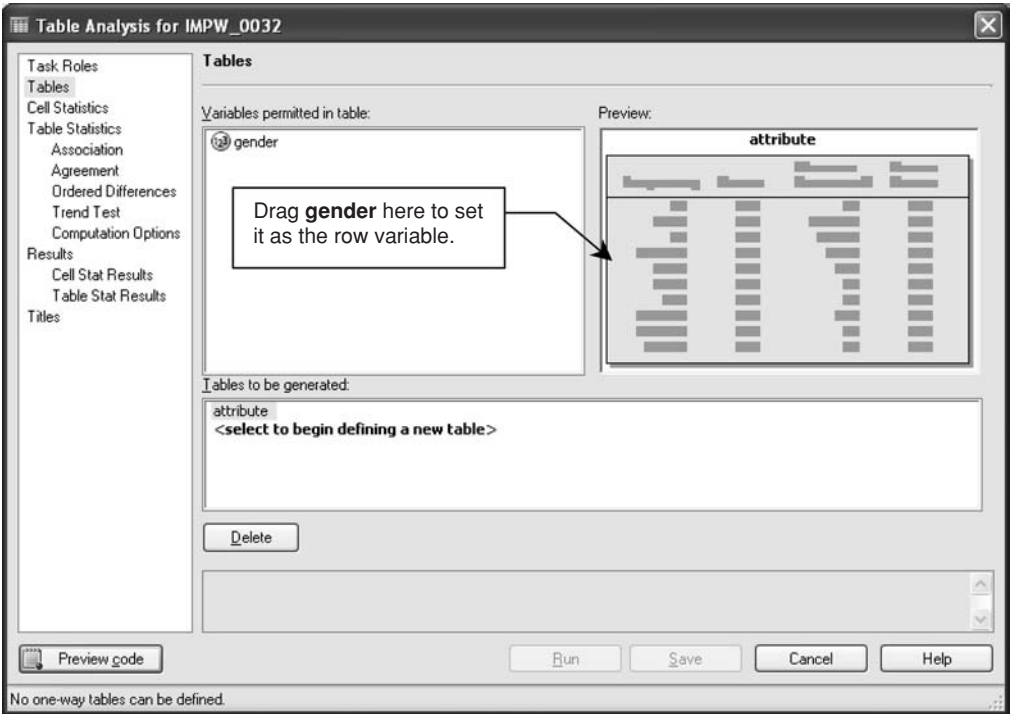 Table Analysis for IMPW_0032
Task Roles
Tables
Cell Statistics
Table Statistics
Association
Agreement
Ordered Differences
Trend Test
Computation Options
Results
Cell Stat Results
Table Stat Results
Titles
Tables
Variables permitted in table:
123 gender
Drag gender here to set
it as the row variable.
Preview:
attribute
Tables to be generated:
attribute
<select to begin defining a new table>
Delete
Preview code
Run
Save
Cancel
Help
No one-way tables can be defined.